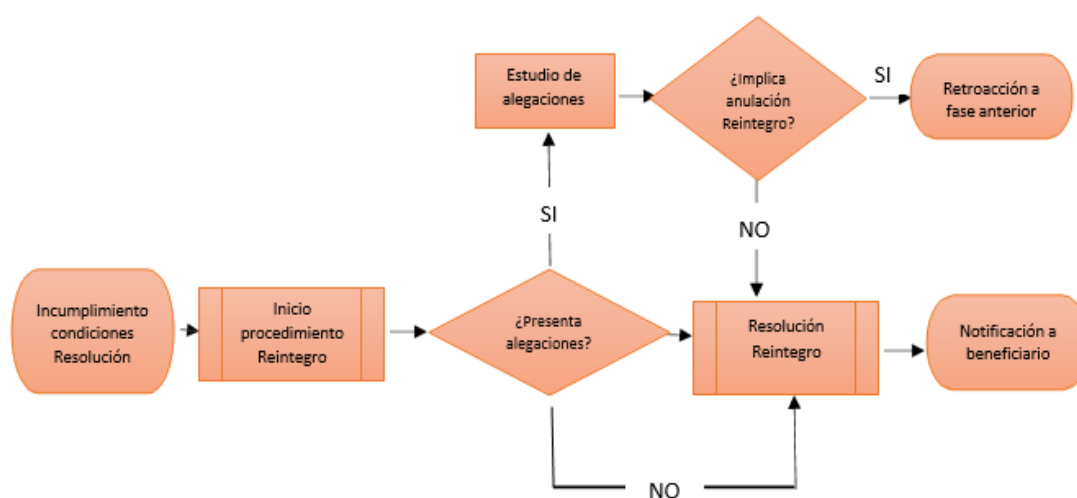 Estudio de
alegaciones
¿Implica
anulación
Reintegro?
SI
Retroacción a
fase anterior
SI
NO
Incumplimiento
condiciones
Resolución
Inicio
procedimiento
Reintegro
¿Presenta
alegaciones?
Resolución
Reintegro
Notificación a
beneficiario
NO